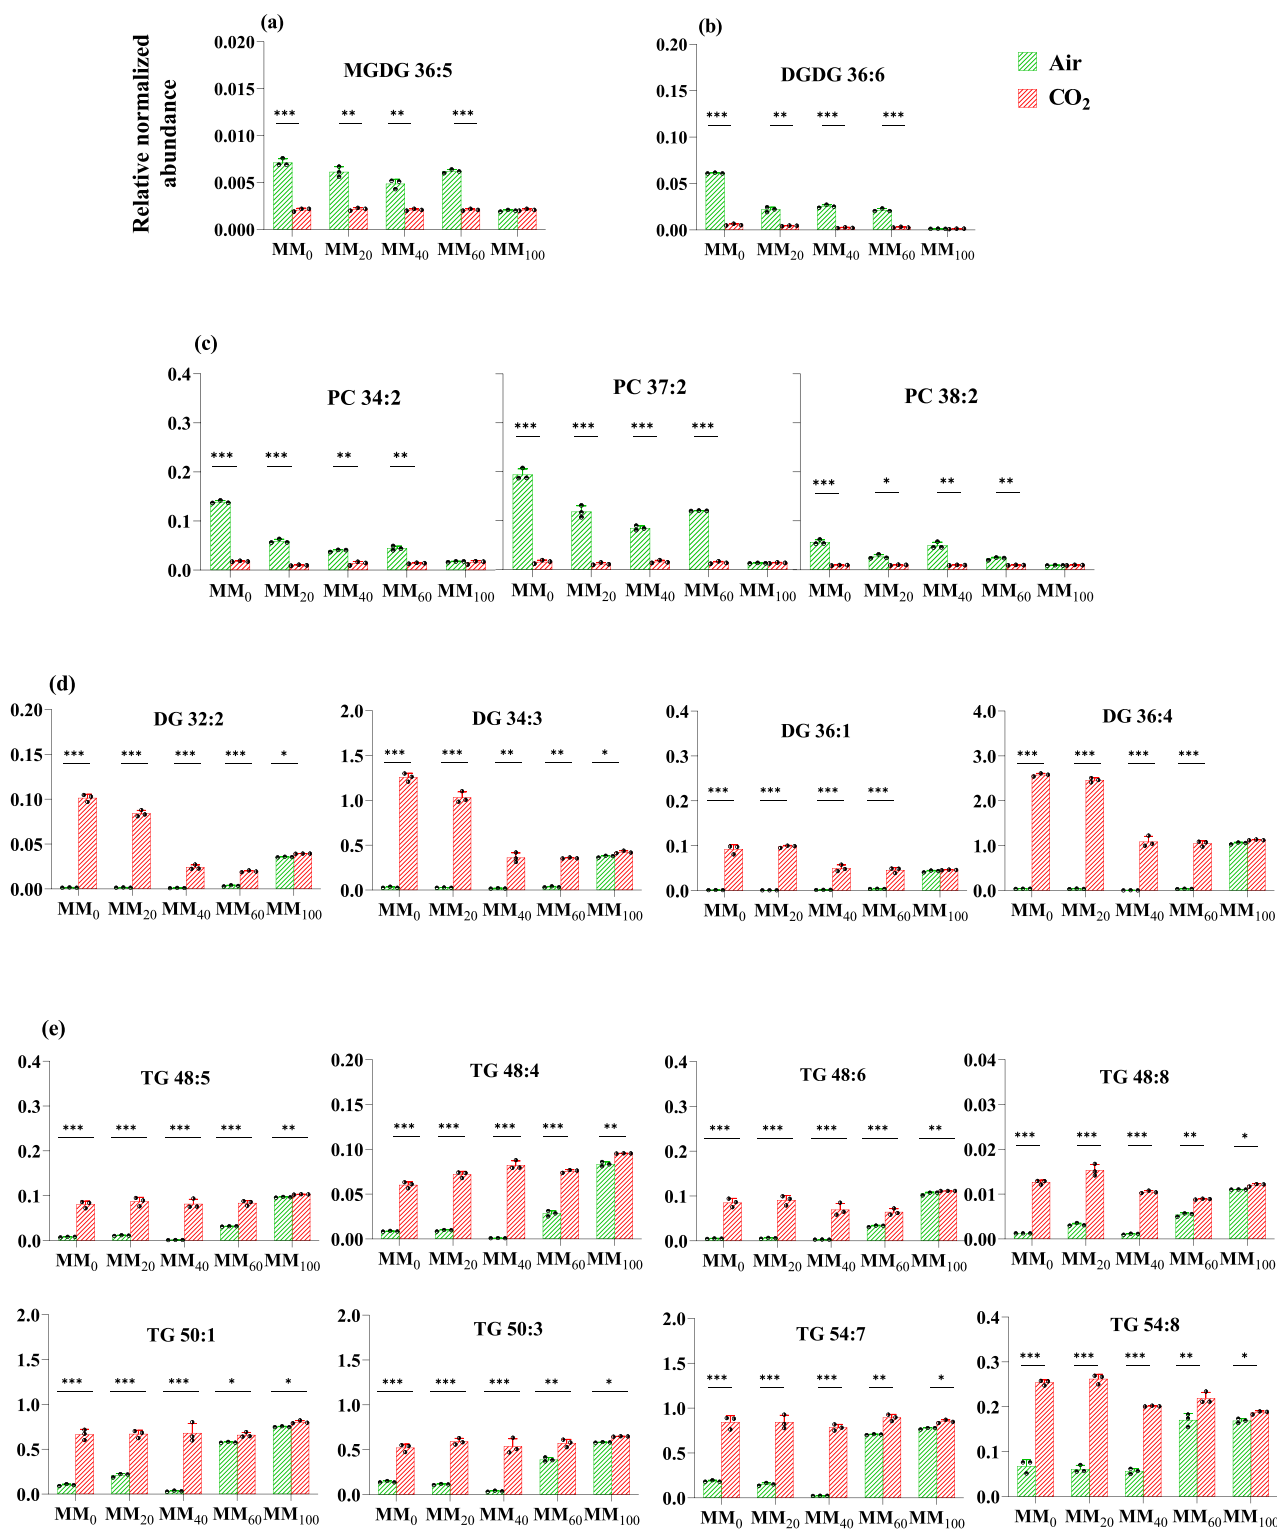 (a)
(b)
Relative normalized
abundance
MGDG 36:5
0.020
0.015
0.010
0.005
0.000
*** ** ** ***
MM0 MM20 MM40 MM60 MM100
DGDG 36:6
0.20
0.15
0.10
0.05
0.00
*** ** *** ***
MM0 MM20 MM40 MM60 MM100
Air
CO2
(c)
0.4
0.3
0.2
0.1
0.0
PC 34:2
*** *** ** **
MM0 MM20 MM40 MM60 MM100
PC 37:2
*** *** *** ***
MM0 MM20 MM40 MM60 MM100
PC 38:2
*** * ** **
MM0 MM20 MM40 MM60 MM100
(d)
DG 32:2
0.20
0.15
0.10
0.05
0.00
*** *** *** *** *
MM0 MM20 MM40 MM60 MM100
DG 34:3
2.0
1.5
1.0
0.5
0.0
*** *** ** ** *
MM0 MM20 MM40 MM60 MM100
DG 36:1
0.4
0.3
0.2
0.1
0.0
*** *** *** ***
MM0 MM20 MM40 MM60 MM100
DG 36:4
4.0
3.0
2.0
1.0
0.0
*** *** *** ***
MM0 MM20 MM40 MM60 MM100
(e)
TG 48:5
0.4
0.3
0.2
0.1
0.0
*** *** *** *** **
MM0 MM20 MM40 MM60 MM100
TG 48:4
0.20
0.15
0.10
0.05
0.00
*** *** *** *** **
MM0 MM20 MM40 MM60 MM100
TG 48:6
0.4
0.3
0.2
0.1
0.0
*** *** *** *** **
MM0 MM20 MM40 MM60 MM100
TG 48:8
0.04
0.03
0.02
0.01
0.00
*** *** *** ** *
MM0 MM20 MM40 MM60 MM100
TG 50:1
2.0
1.5
1.0
0.5
0.0
*** *** *** * *
MM0 MM20 MM40 MM60 MM100
TG 50:3
2.0
1.5
1.0
0.5
0.0
*** *** *** ** *
MM0 MM20 MM40 MM60 MM100
TG 54:7
2.0
1.5
1.0
0.5
0.0
*** *** *** ** *
MM0 MM20 MM40 MM60 MM100
TG 54:8
0.4
0.3
0.2
0.1
0.0
*** *** *** ** *
MM0 MM20 MM40 MM60 MM100